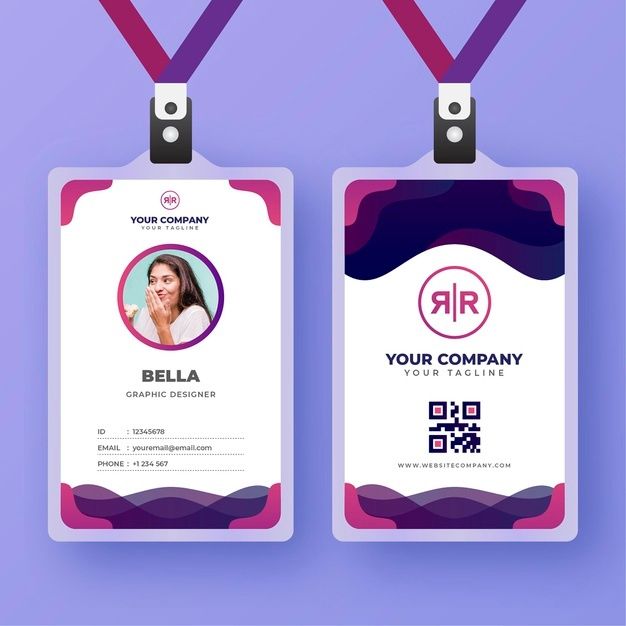 ЯR
YOUR COMPANY
YOUR TAGLINE
BELLA
GRAPHIC DESIGNER
ID : 12345678
EMAIL : youremail@email.com
PHONE : +1 234 567
Я|R
YOUR COMPANY
YOUR TAGLINE
WWW.WEBSITECOMPANY.COM